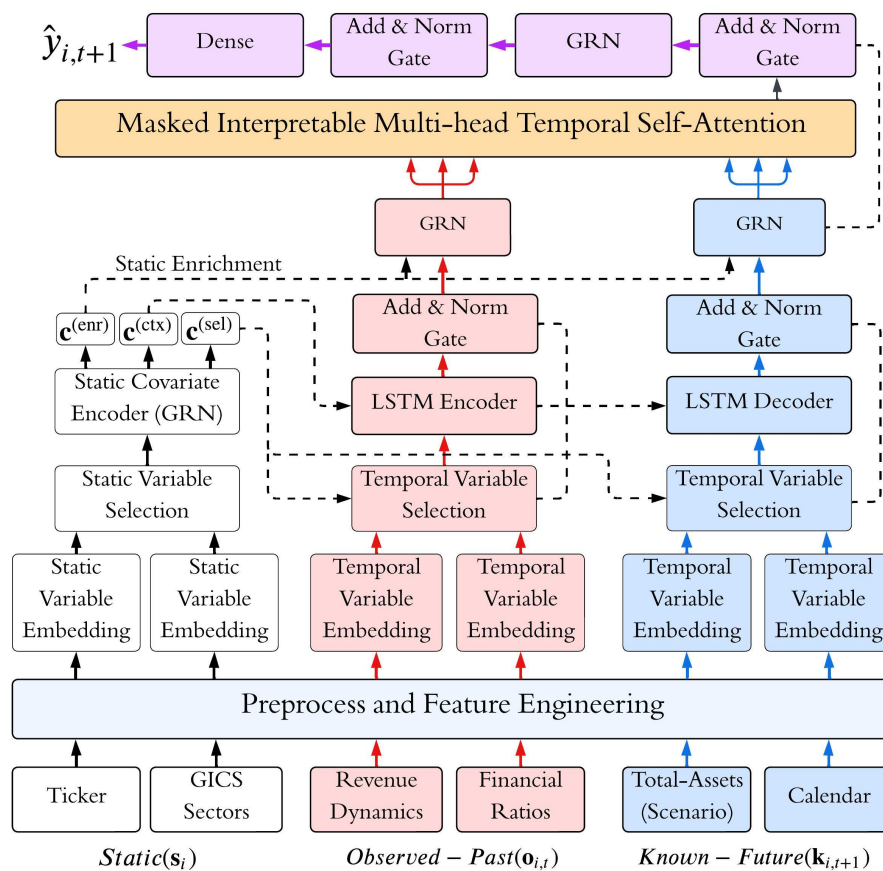 ŷᵢ,ₜ₊₁
Dense
Add & Norm
Gate
GRN
Add & Norm
Gate
Masked Interpretable Multi-head Temporal Self-Attention
GRN
GRN
Static Enrichment
c^(enr)
c^(ctx)
c^(sel)
Add & Norm
Gate
Add & Norm
Gate
Static Covariate
Encoder (GRN)
LSTM Encoder
LSTM Decoder
Static Variable
Selection
Temporal Variable
Selection
Temporal Variable
Selection
Static
Variable
Embedding
Static
Variable
Embedding
Temporal
Variable
Embedding
Temporal
Variable
Embedding
Temporal
Variable
Embedding
Temporal
Variable
Embedding
Preprocess and Feature Engineering
Ticker
GICS
Sectors
Revenue
Dynamics
Financial
Ratios
Total-Assets
(Scenario)
Calendar
Static(sᵢ)
Observed − Past(oᵢ,ₜ)
Known − Future(kᵢ,ₜ₊₁)